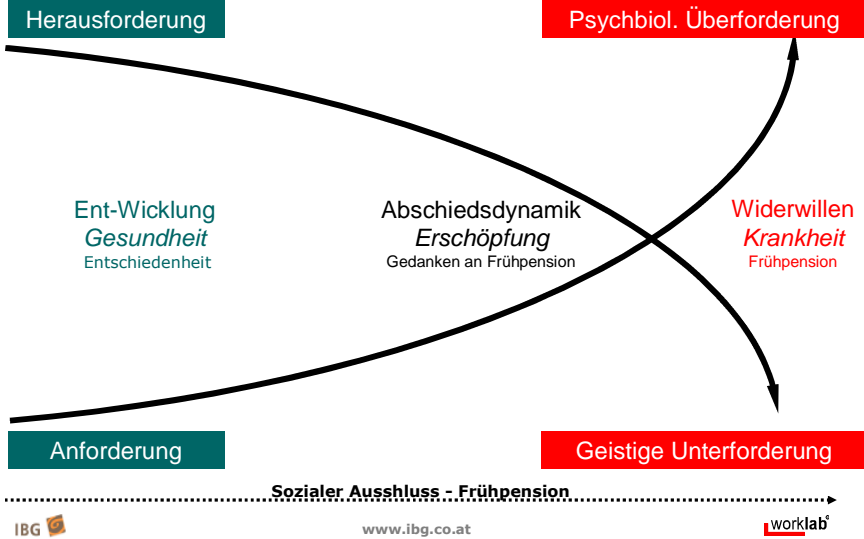 Herausforderung
Psychbiol. Überforderung
Ent-Wicklung
Gesundheit
Entschiedenheit
Abschiedsdynamik
Erschöpfung
Gedanken an Frühpension
Widerwillen
Krankheit
Frühpension
Anforderung
Geistige Unterforderung
Sozialer Ausshluss - Frühpension
IBG
www.ibg.co.at
worklab